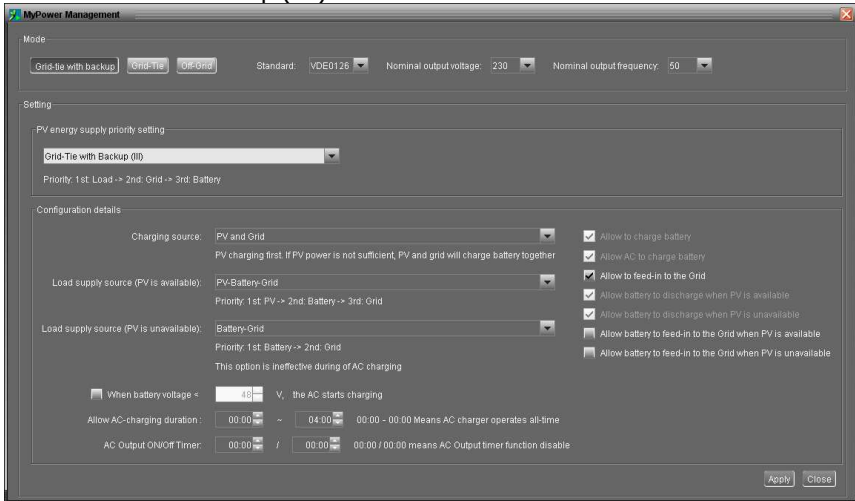 MyPower Management
Mode
Grid-tie with backup Grid-Tie Off-Grid Standard: VDE0126 Nominal output voltage: 230 Nominal output frequency: 50
Setting
PV energy supply priority setting
Grid-Tie with Backup (III)
Priority: 1st: Load -> 2nd: Grid -> 3rd: Battery
Configuration details
Charging source: PV and Grid Allow to charge battery
PV charging first. If PV power is not sufficient, PV and grid will charge battery together Allow AC to charge battery
Allow to feed-in to the Grid
Load supply source (PV is available): PV-Battery-Grid Allow battery to discharge when PV is available
Priority: 1st: PV -> 2nd: Battery -> 3rd: Grid
Allow battery to discharge when PV is unavailable
Load supply source (PV is unavailable): Battery-Grid Allow battery to feed-in to the Grid when PV is available
Priority: 1st: Battery -> 2nd: Grid Allow battery to feed-in to the Grid when PV is unavailable
This option is ineffective during of AC charging
When battery voltage < 48 V, the AC starts charging
Allow AC-charging duration : 00:00 ~ 04:00 00:00 - 00:00 Means AC charger operates all-time
AC Output ON/Off Timer: 00:00 / 00:00 00:00 / 00:00 means AC Output timer function disable
Apply Close